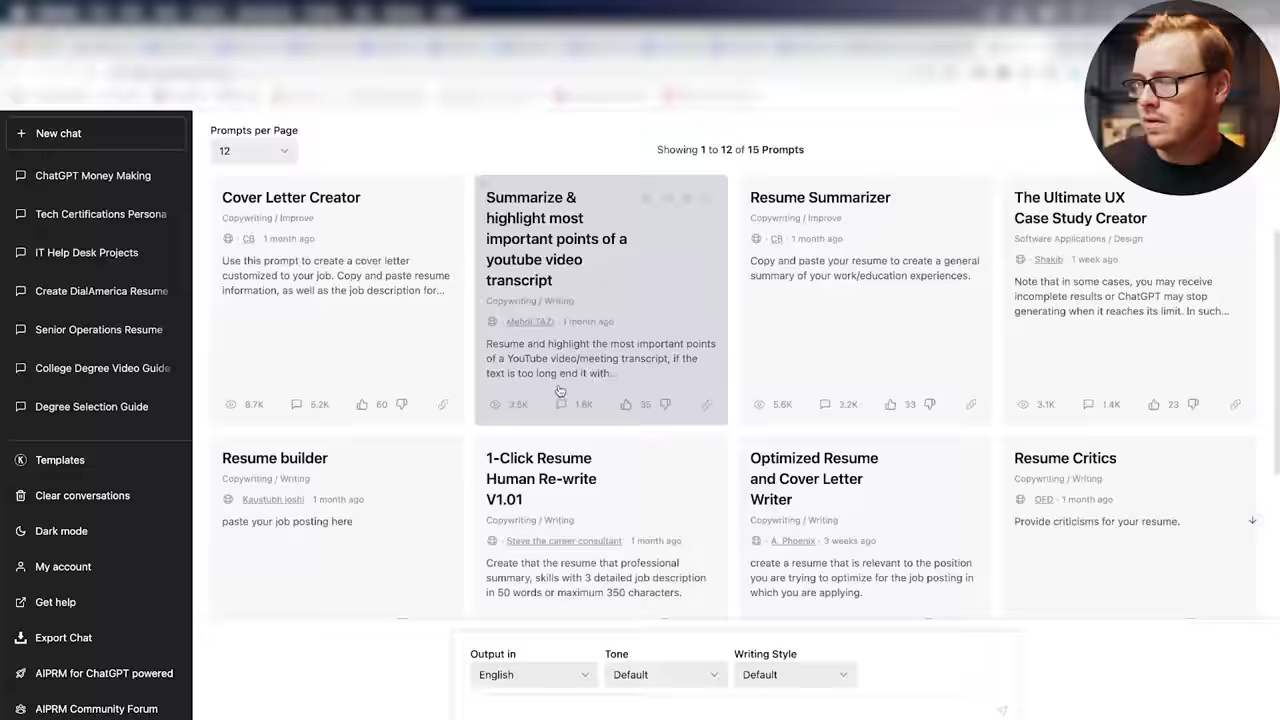 New chat
ChatGPT Money Making
Tech Certifications Persona
IT Help Desk Projects
Create DialAmerica Resume
Senior Operations Resume
College Degree Video Guide
Degree Selection Guide
Templates
Clear conversations
Dark mode
My account
Get help
Export Chat
AIPRM for ChatGPT powered
AIPRM Community Forum
Prompts per Page
12
Showing 1 to 12 of 15 Prompts
Cover Letter Creator
Copywriting / Improve
CB 1 month ago
Use this prompt to create a cover letter
customized to your job. Copy and paste resume
information, as well as the job description for...
8.7K 5.2K 60
Summarize &
highlight most
important points of a
youtube video
transcript
Copywriting / Writing
Mehdi TAZI · 1 month ago
Resume and highlight the most important points
of a YouTube video/meeting transcript, if the
text is too long end it with...
3.5K 1.8K 35
Resume Summarizer
Copywriting / Improve
· CB · 1 month ago
Copy and paste your resume to create a general
summary of your work/education experiences.
5.6K 3.2K 33
The Ultimate UX
Case Study Creator
Software Applications / Design
· Shakib 1 week ago
Note that in some cases, you may receive
incomplete results or ChatGPT may stop
generating when it reaches its limit. In such...
3.1K 1.4K 23
Resume builder
Copywriting / Writing
Kaustubh joshi 1 month ago
paste your job posting here
1-Click Resume
Human Re-write
V1.01
Copywriting / Writing
· Steve the career consultant 1 month ago
Create that the resume that professional
summary, skills with 3 detailed job description
in 50 words or maximum 350 characters.
Optimized Resume
and Cover Letter
Writer
Copywriting / Writing
· A. Phoenix · 3 weeks ago
create a resume that is relevant to the position
you are trying to optimize for the job posting in
which you are applying.
Resume Critics
Copywriting / Writing
· 1 month ago
Provide criticisms for your resume.
Output in
English
Tone
Default
Writing Style
Default